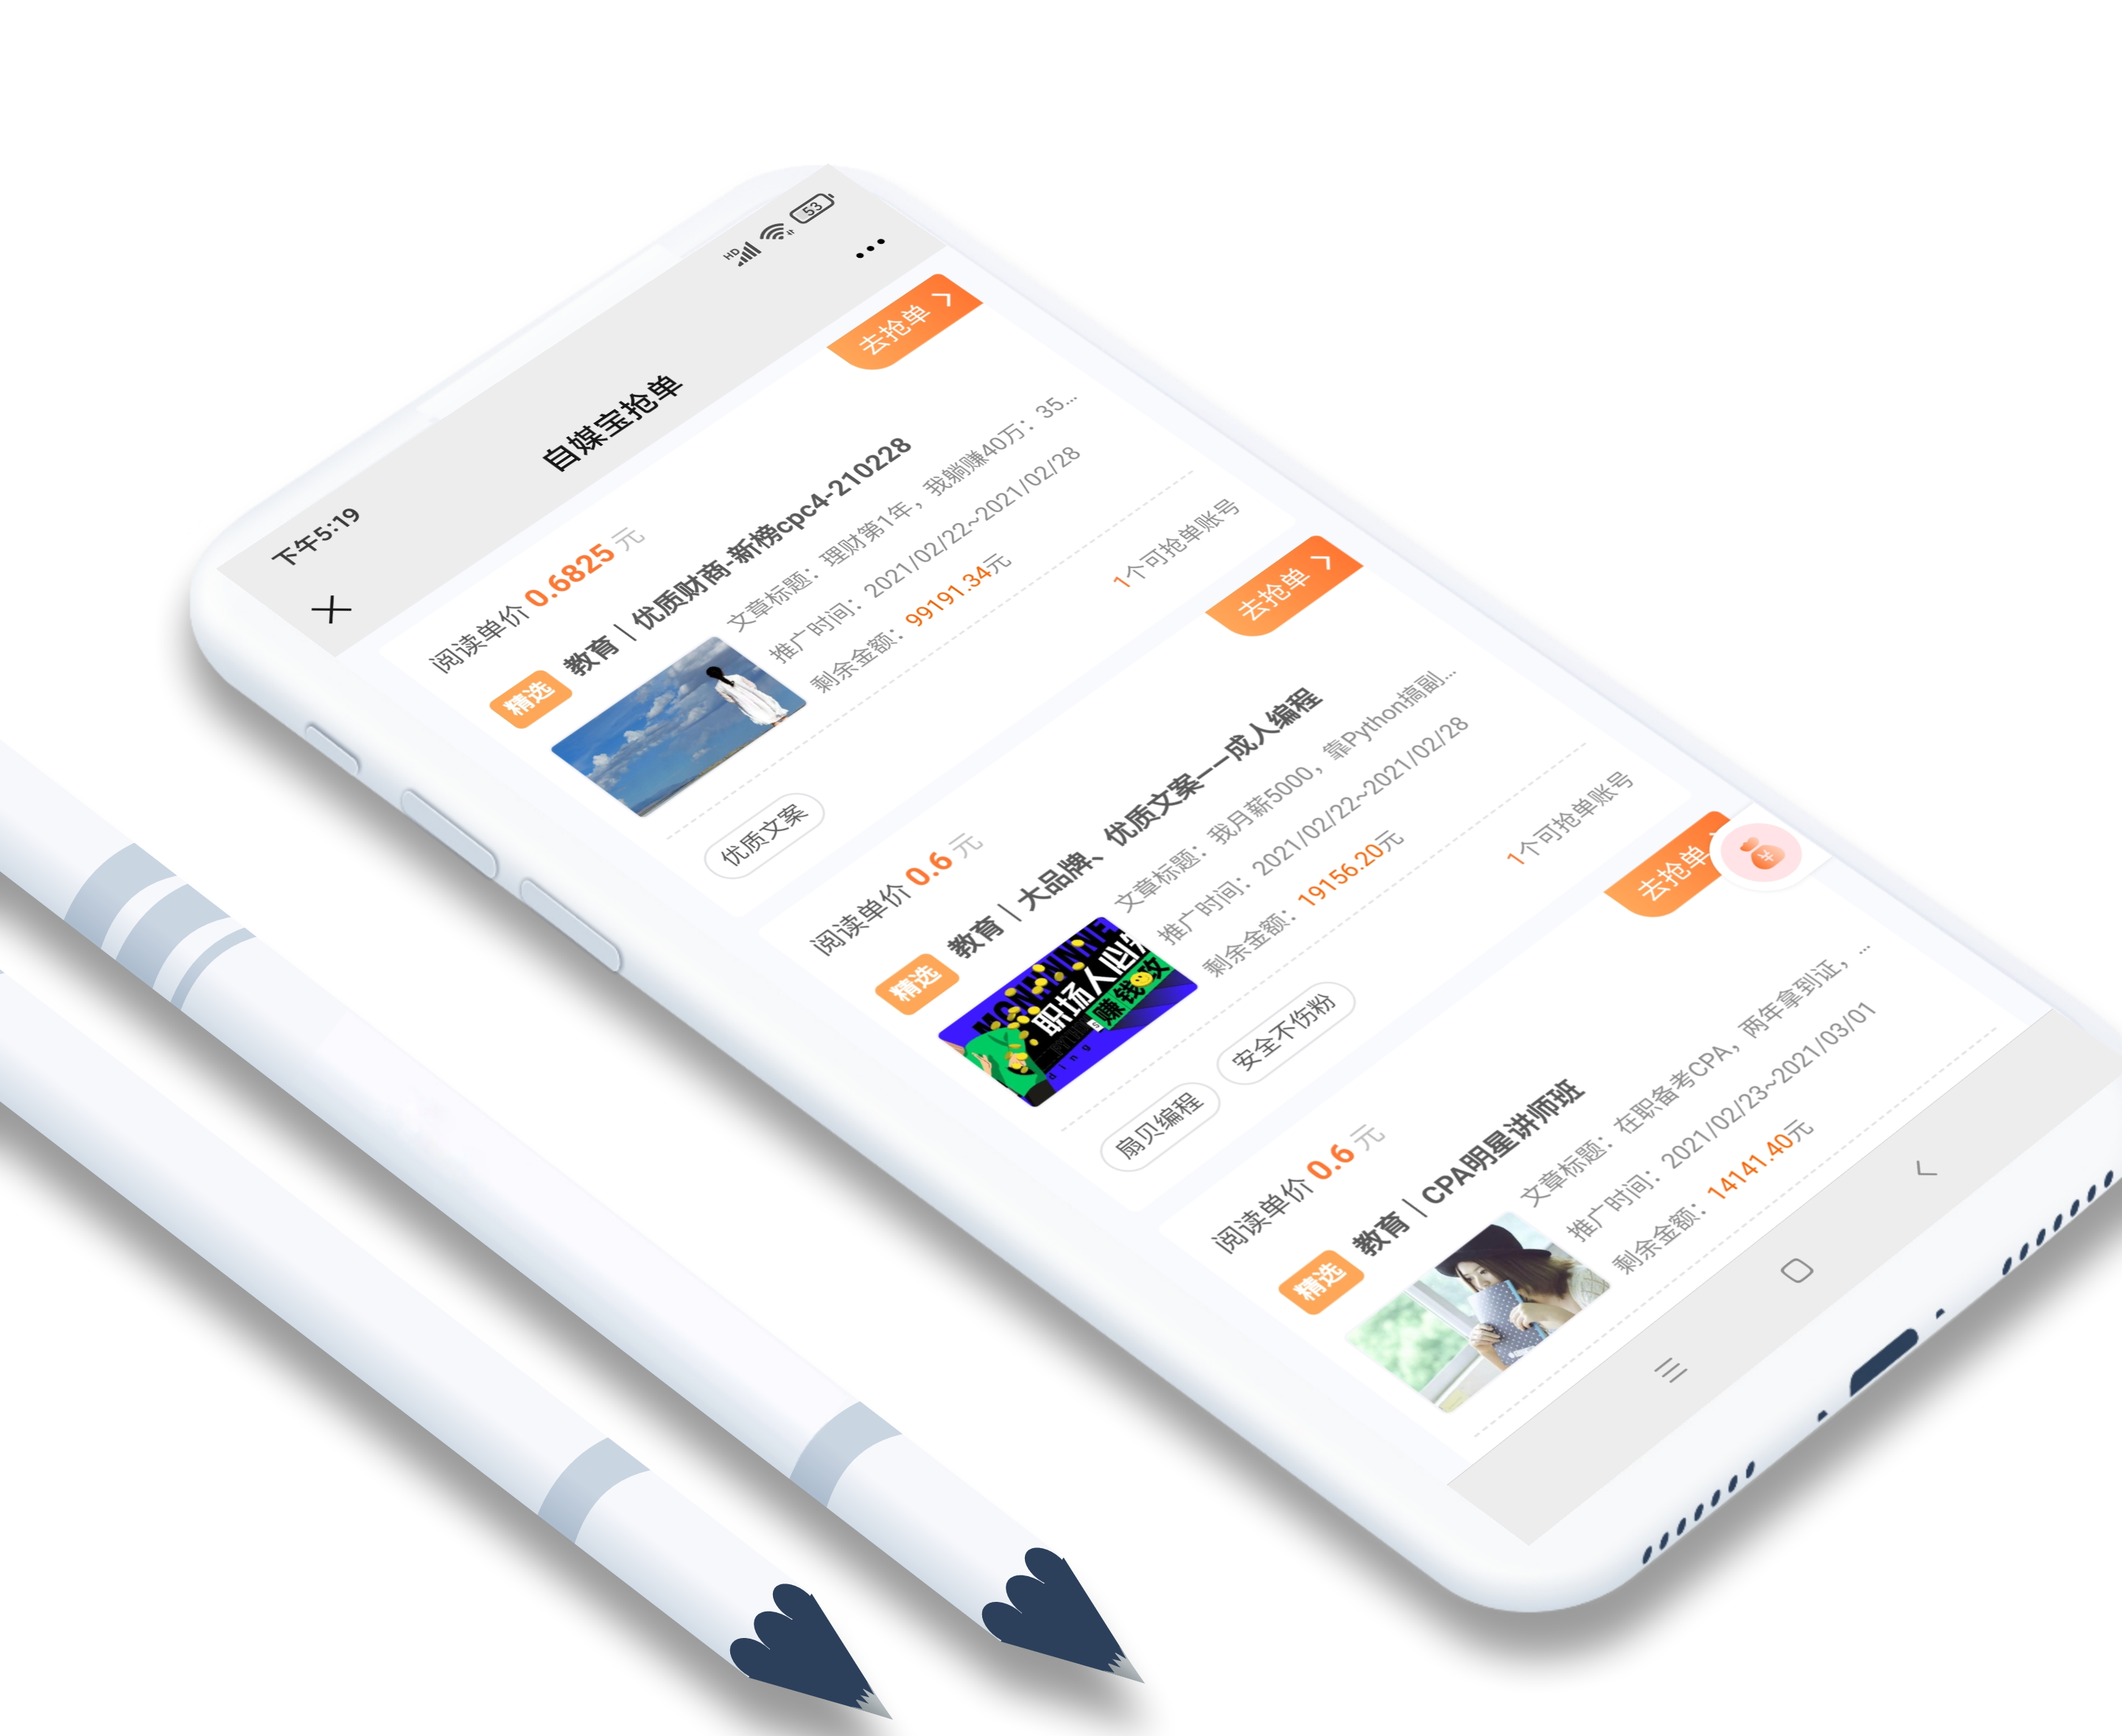 下午5:19
HD
53
自媒宝抢单
阅读单价 0.6825 元
去抢单
精选 教育｜优质财商-新榜cpc4-210228
文章标题：理财第1年，我躺赚40万：35...
推广时间：2021/02/22~2021/02/28
剩余金额：99191.34元
优质文案
1个可抢单账号
阅读单价 0.6 元
去抢单
精选 教育｜大品牌、优质文案——成人编程
文章标题：我月薪5000，靠Python搞副...
推广时间：2021/02/22~2021/02/28
剩余金额：19156.20元
职场人必
赚钱
扇贝编程
安全不伤粉
1个可抢单账号
阅读单价 0.6 元
去抢单
精选 教育｜CPA明星讲师班
文章标题：在职备考CPA，两年拿到证，...
推广时间：2021/02/23~2021/03/01
剩余金额：14141.40元